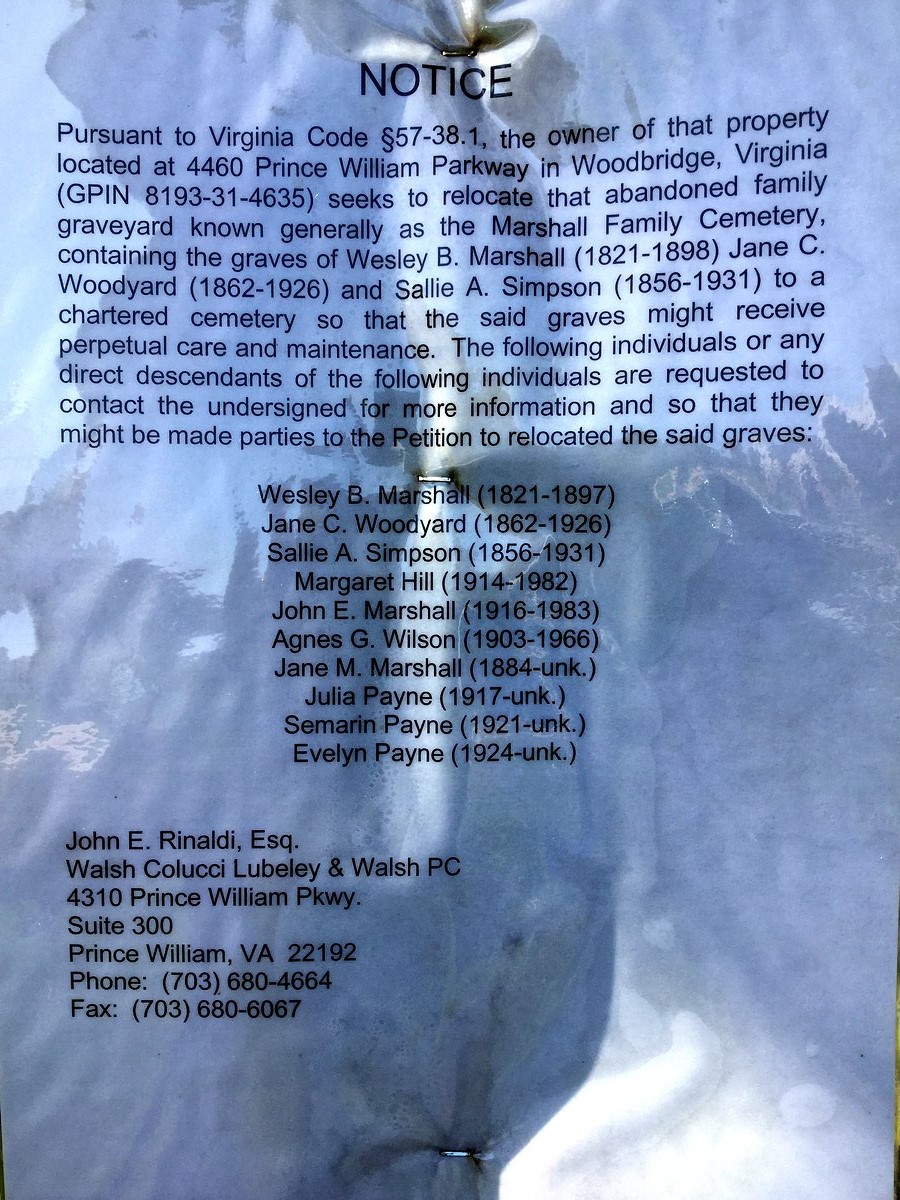 NOTICE
Pursuant to Virginia Code §57-38.1, the owner of that property
located at 4460 Prince William Parkway in Woodbridge, Virginia
(GPIN 8193-31-4635) seeks to relocate that abandoned family
graveyard known generally as the Marshall Family Cemetery,
containing the graves of Wesley B. Marshall (1821-1898) Jane C.
Woodyard (1862-1926) and Sallie A. Simpson (1856-1931) to a
chartered cemetery so that the said graves might receive
perpetual care and maintenance. The following individuals or any
direct descendants of the following individuals are requested to
contact the undersigned for more information and so that they
might be made parties to the Petition to relocated the said graves:
Wesley B. Marshall (1821-1897)
Jane C. Woodyard (1862-1926)
Sallie A. Simpson (1856-1931)
Margaret Hill (1914-1982)
John E. Marshall (1916-1983)
Agnes G. Wilson (1903-1966)
Jane M. Marshall (1884-unk.)
Julia Payne (1917-unk.)
Semarin Payne (1921-unk.)
Evelyn Payne (1924-unk.)
John E. Rinaldi, Esq.
Walsh Colucci Lubeley & Walsh PC
4310 Prince William Pkwy.
Suite 300
Prince William, VA 22192
Phone: (703) 680-4664
Fax: (703) 680-6067